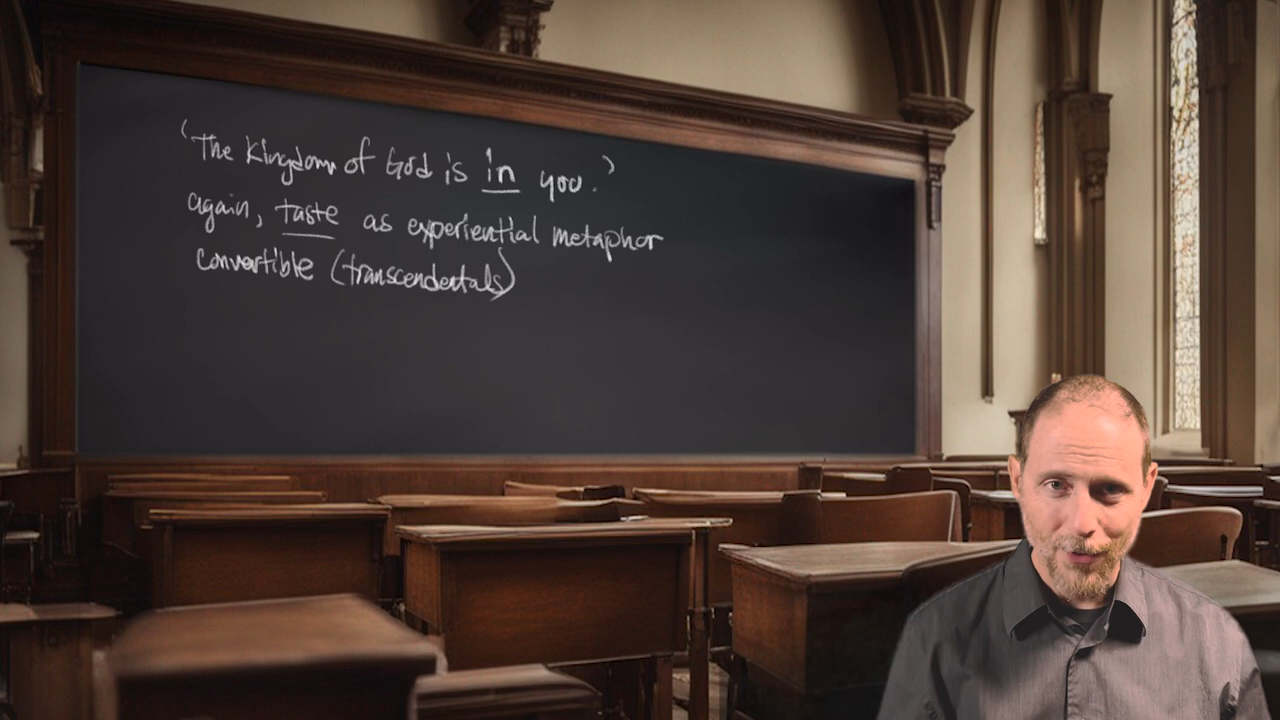 'The Kingdom of God is in you.'
again, taste as experiential metaphor
convertible (transcendentals)